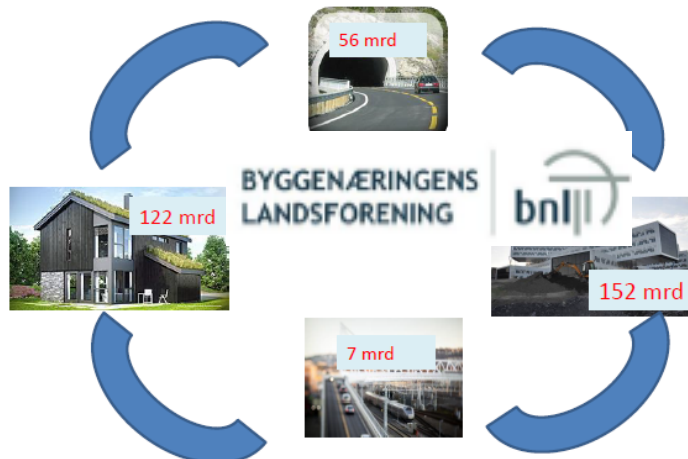 56 mrd
BYGGENÆRINGENS
LANDSFORENING
bnl
122 mrd
152 mrd
7 mrd